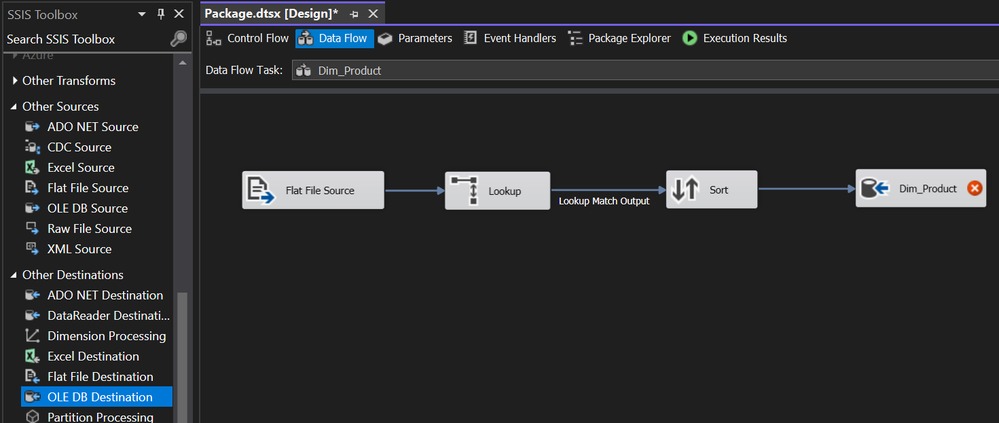 SSIS Toolbox
Search SSIS Toolbox
Azure
Other Transforms
Other Sources
ADO NET Source
CDC Source
Excel Source
Flat File Source
OLE DB Source
Raw File Source
XML Source
Other Destinations
ADO NET Destination
DataReader Destinati...
Dimension Processing
Excel Destination
Flat File Destination
OLE DB Destination
Partition Processing
Package.dtsx [Design]*
Control Flow Data Flow Parameters Event Handlers Package Explorer Execution Results
Data Flow Task: Dim_Product
Flat File Source Lookup Sort Dim_Product
Lookup Match Output